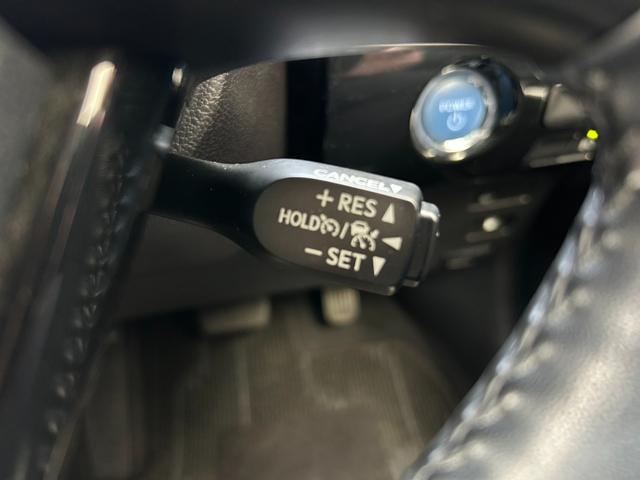 CANCEL
+ RES
HOLD /
− SET
POWER